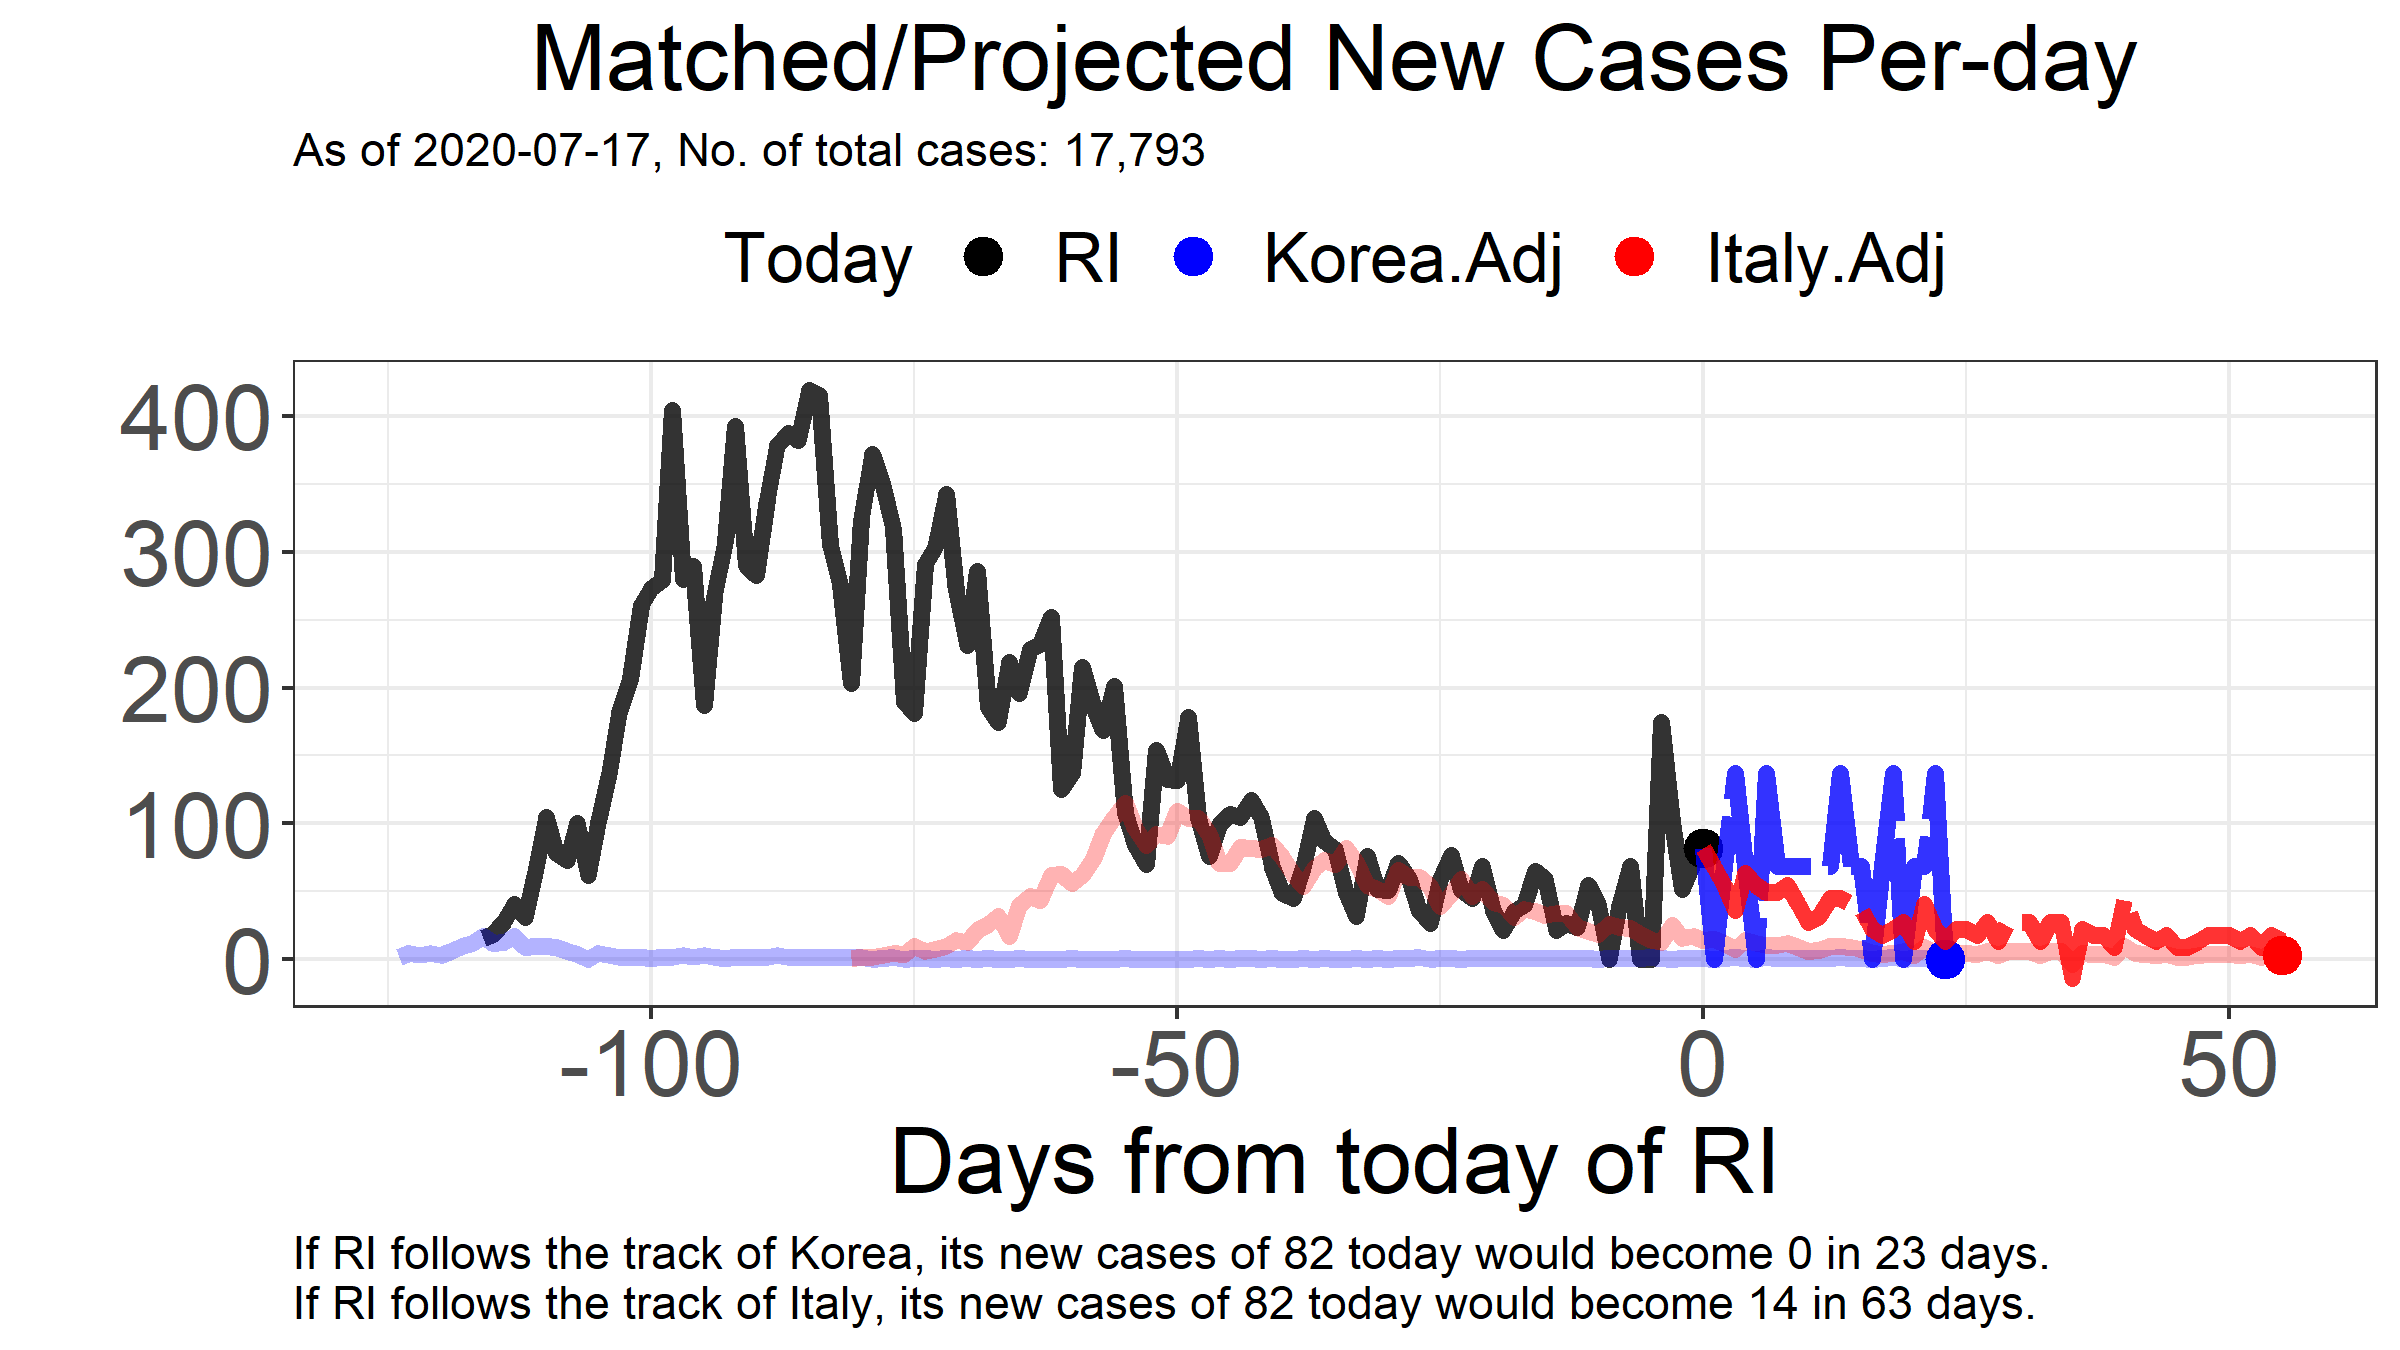 Matched/Projected New Cases Per-day
As of 2020-07-17, No. of total cases: 17,793
Today RI Korea.Adj Italy.Adj
400
300
200
100
0
-100 -50 0 50
Days from today of RI
If RI follows the track of Korea, its new cases of 82 today would become 0 in 23 days.
If RI follows the track of Italy, its new cases of 82 today would become 14 in 63 days.